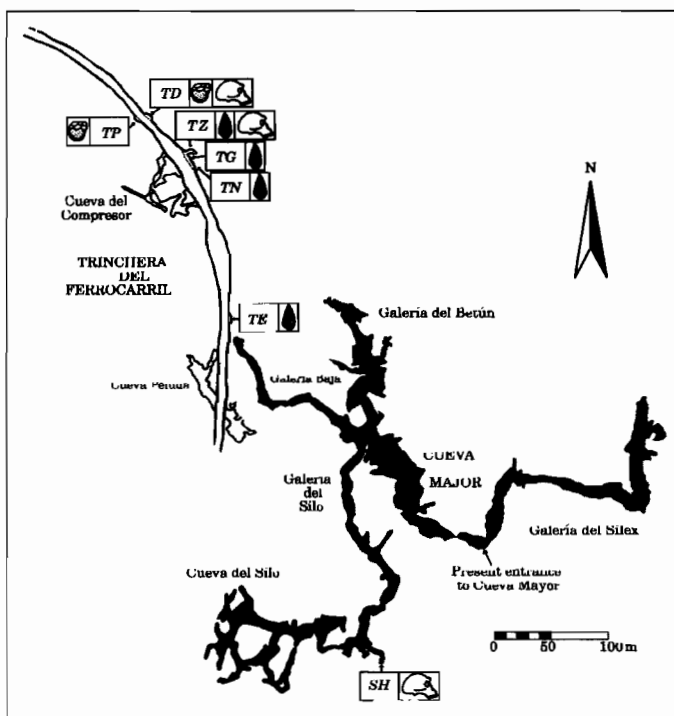 TD
TP
TZ
TG
TN
Cueva del
Compresor
N
TRINCHERA
DEL
FERROCARRIL
TE
Galería del Betún
Galería Baja
Cueva Peluda
CUEVA
MAJOR
Galería
del
Silo
Galería del Sílex
Cueva del Silo
Present entrance
to Cueva Mayor
0 50 100m
SH